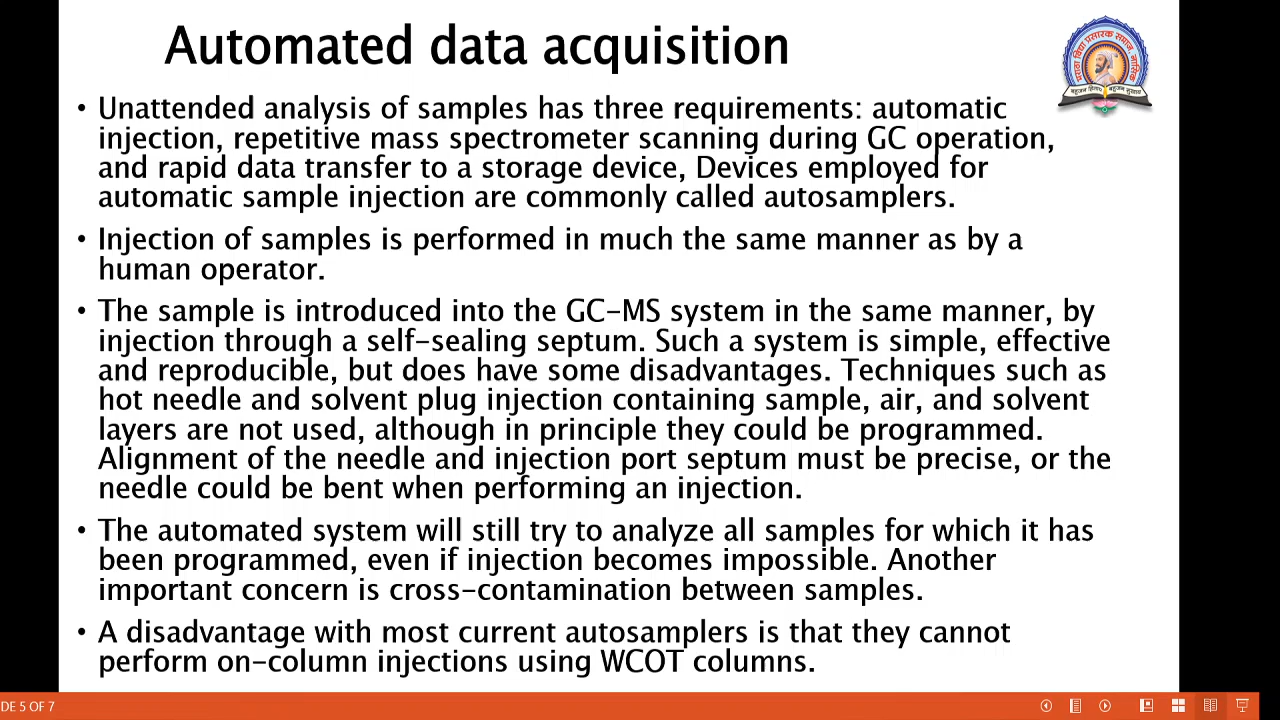 Automated data acquisition
मराठा विद्या प्रसारक समाज, नाशिक
बहुजन हिताय
बहुजन सुखाय
• Unattended analysis of samples has three requirements: automatic
injection, repetitive mass spectrometer scanning during GC operation,
and rapid data transfer to a storage device, Devices employed for
automatic sample injection are commonly called autosamplers.
• Injection of samples is performed in much the same manner as by a
human operator.
• The sample is introduced into the GC-MS system in the same manner, by
injection through a self-sealing septum. Such a system is simple, effective
and reproducible, but does have some disadvantages. Techniques such as
hot needle and solvent plug injection containing sample, air, and solvent
layers are not used, although in principle they could be programmed.
Alignment of the needle and injection port septum must be precise, or the
needle could be bent when performing an injection.
• The automated system will still try to analyze all samples for which it has
been programmed, even if injection becomes impossible. Another
important concern is cross-contamination between samples.
• A disadvantage with most current autosamplers is that they cannot
perform on-column injections using WCOT columns.
DE 5 OF 7